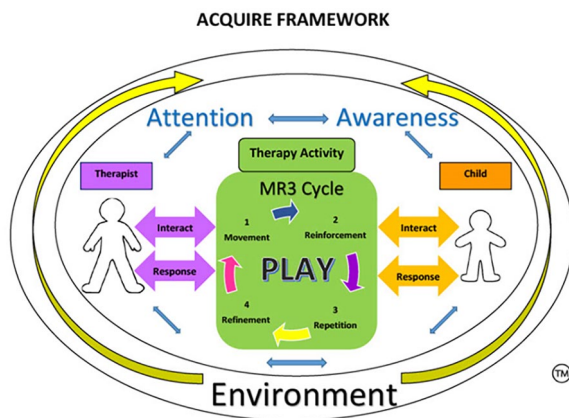 ACQUIRE FRAMEWORK
Attention
Awareness
Therapy Activity
Therapist
Child
MR3 Cycle
1
Movement
2
Reinforcement
Interact
Interact
PLAY
Response
Response
4
Refinement
3
Repetition
Environment
TM